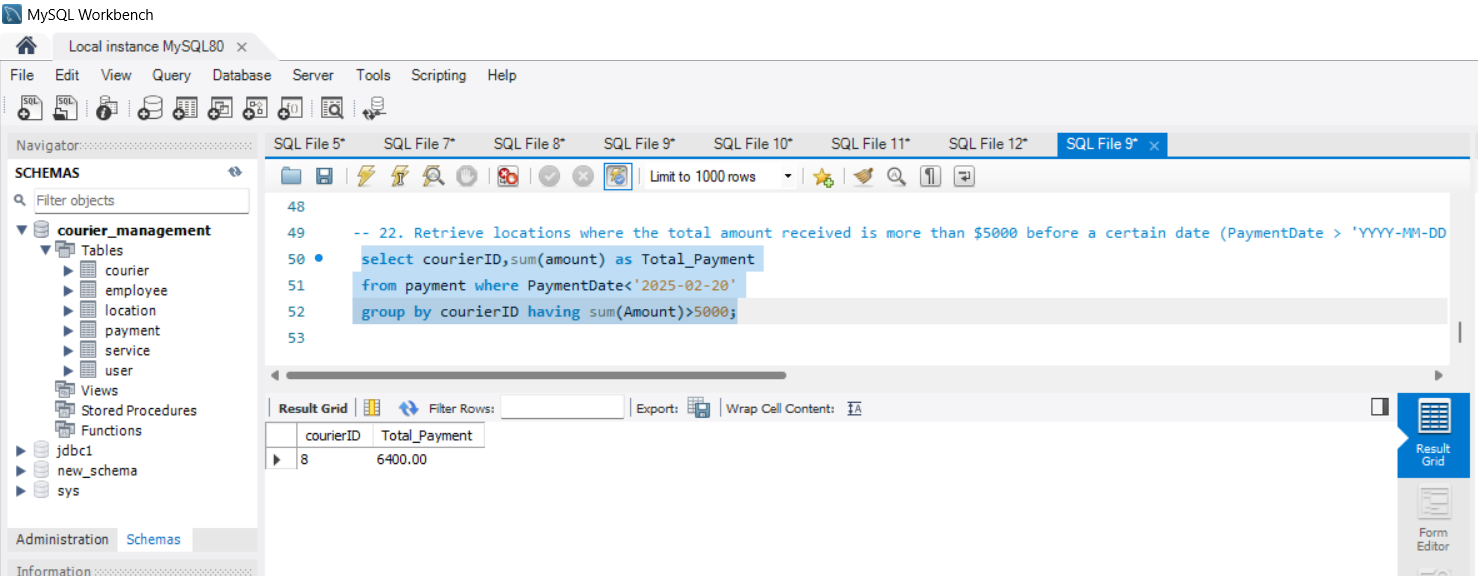 MySQL Workbench
Local instance MySQL80
File Edit View Query Database Server Tools Scripting Help
SQL SQL
Navigator
SCHEMAS
Filter objects
courier_management
Tables
courier
employee
location
payment
service
user
Views
Stored Procedures
Functions
jdbc1
new_schema
sys
Administration Schemas
Information
SQL File 5* SQL File 7* SQL File 8* SQL File 9* SQL File 10* SQL File 11* SQL File 12* SQL File 9*
Limit to 1000 rows
48
49 -- 22. Retrieve locations where the total amount received is more than $5000 before a certain date (PaymentDate > 'YYYY-MM-DD
50 select courierID,sum(amount) as Total_Payment
51 from payment where PaymentDate<'2025-02-20'
52 group by courierID having sum(Amount)>5000;
53
Result Grid Filter Rows: Export: Wrap Cell Content:
courierID Total_Payment
8 6400.00
Result
Grid
Form
Editor